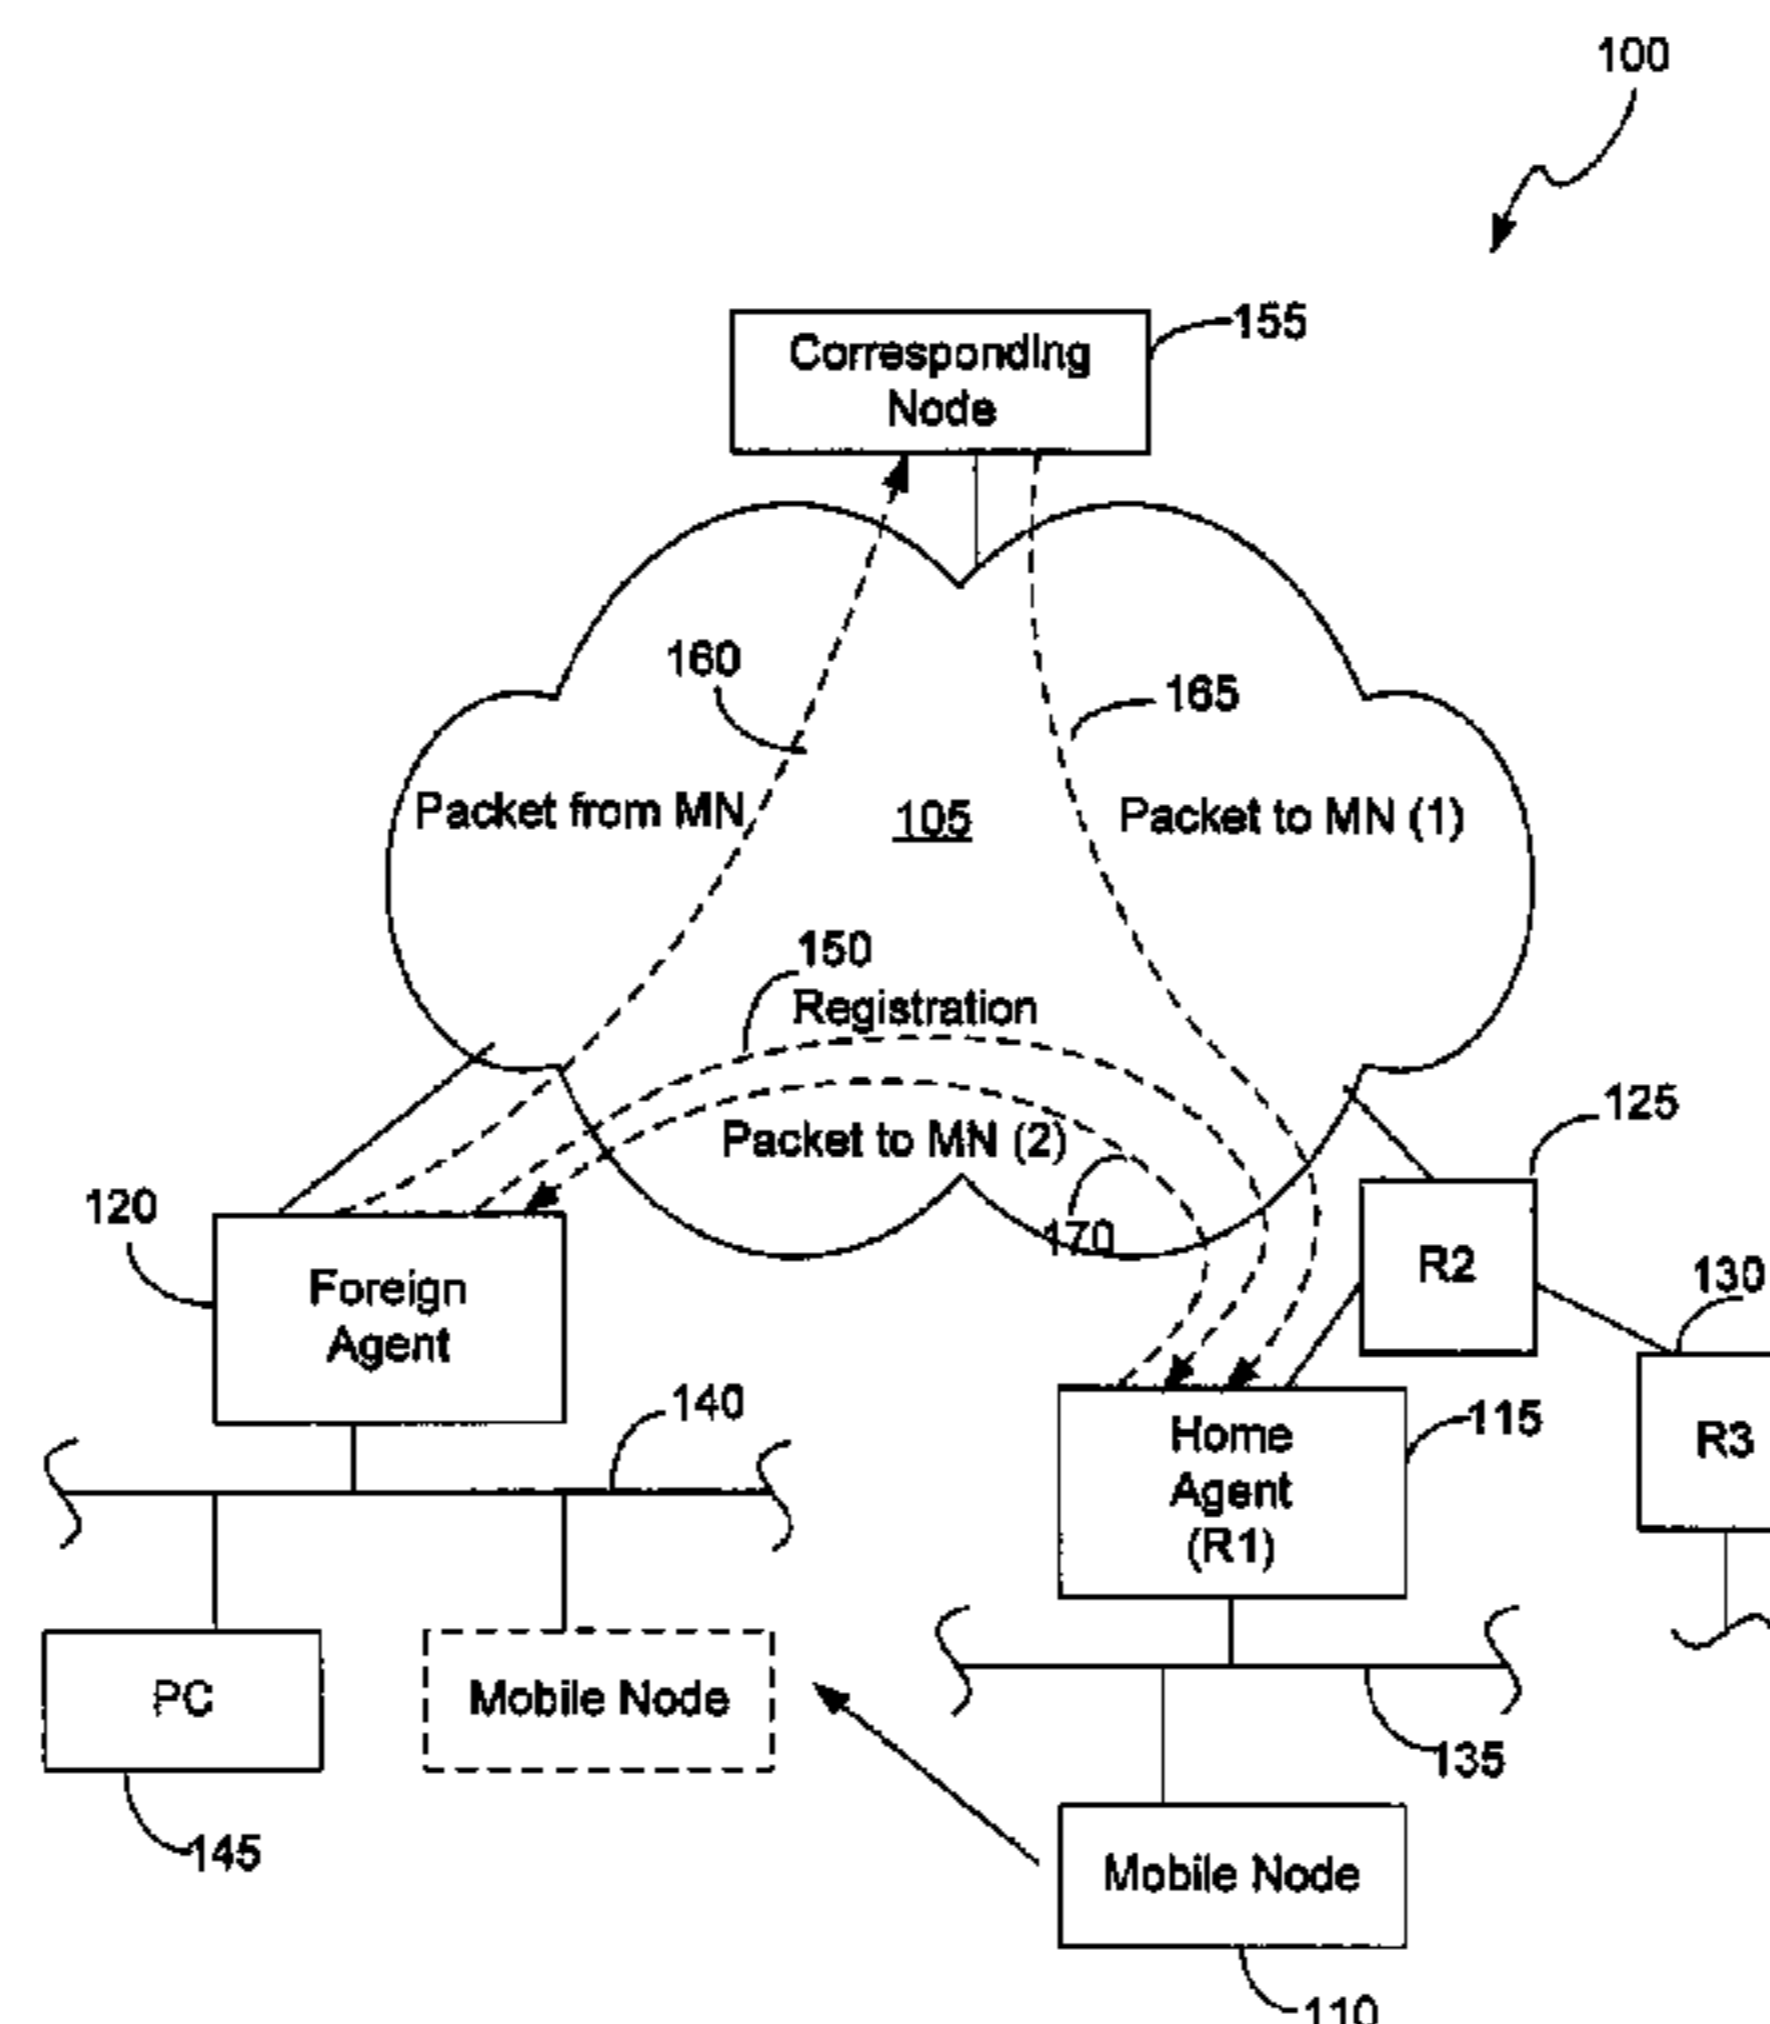 100
Corresponding
Node
155
160
165
Packet from MN
105
Packet to MN (1)
150
Registration
Packet to MN (2)
170
125
120
Foreign
Agent
R2
130
140
Home
Agent
(R1)
115
R3
PC
Mobile Node
135
145
Mobile Node
110